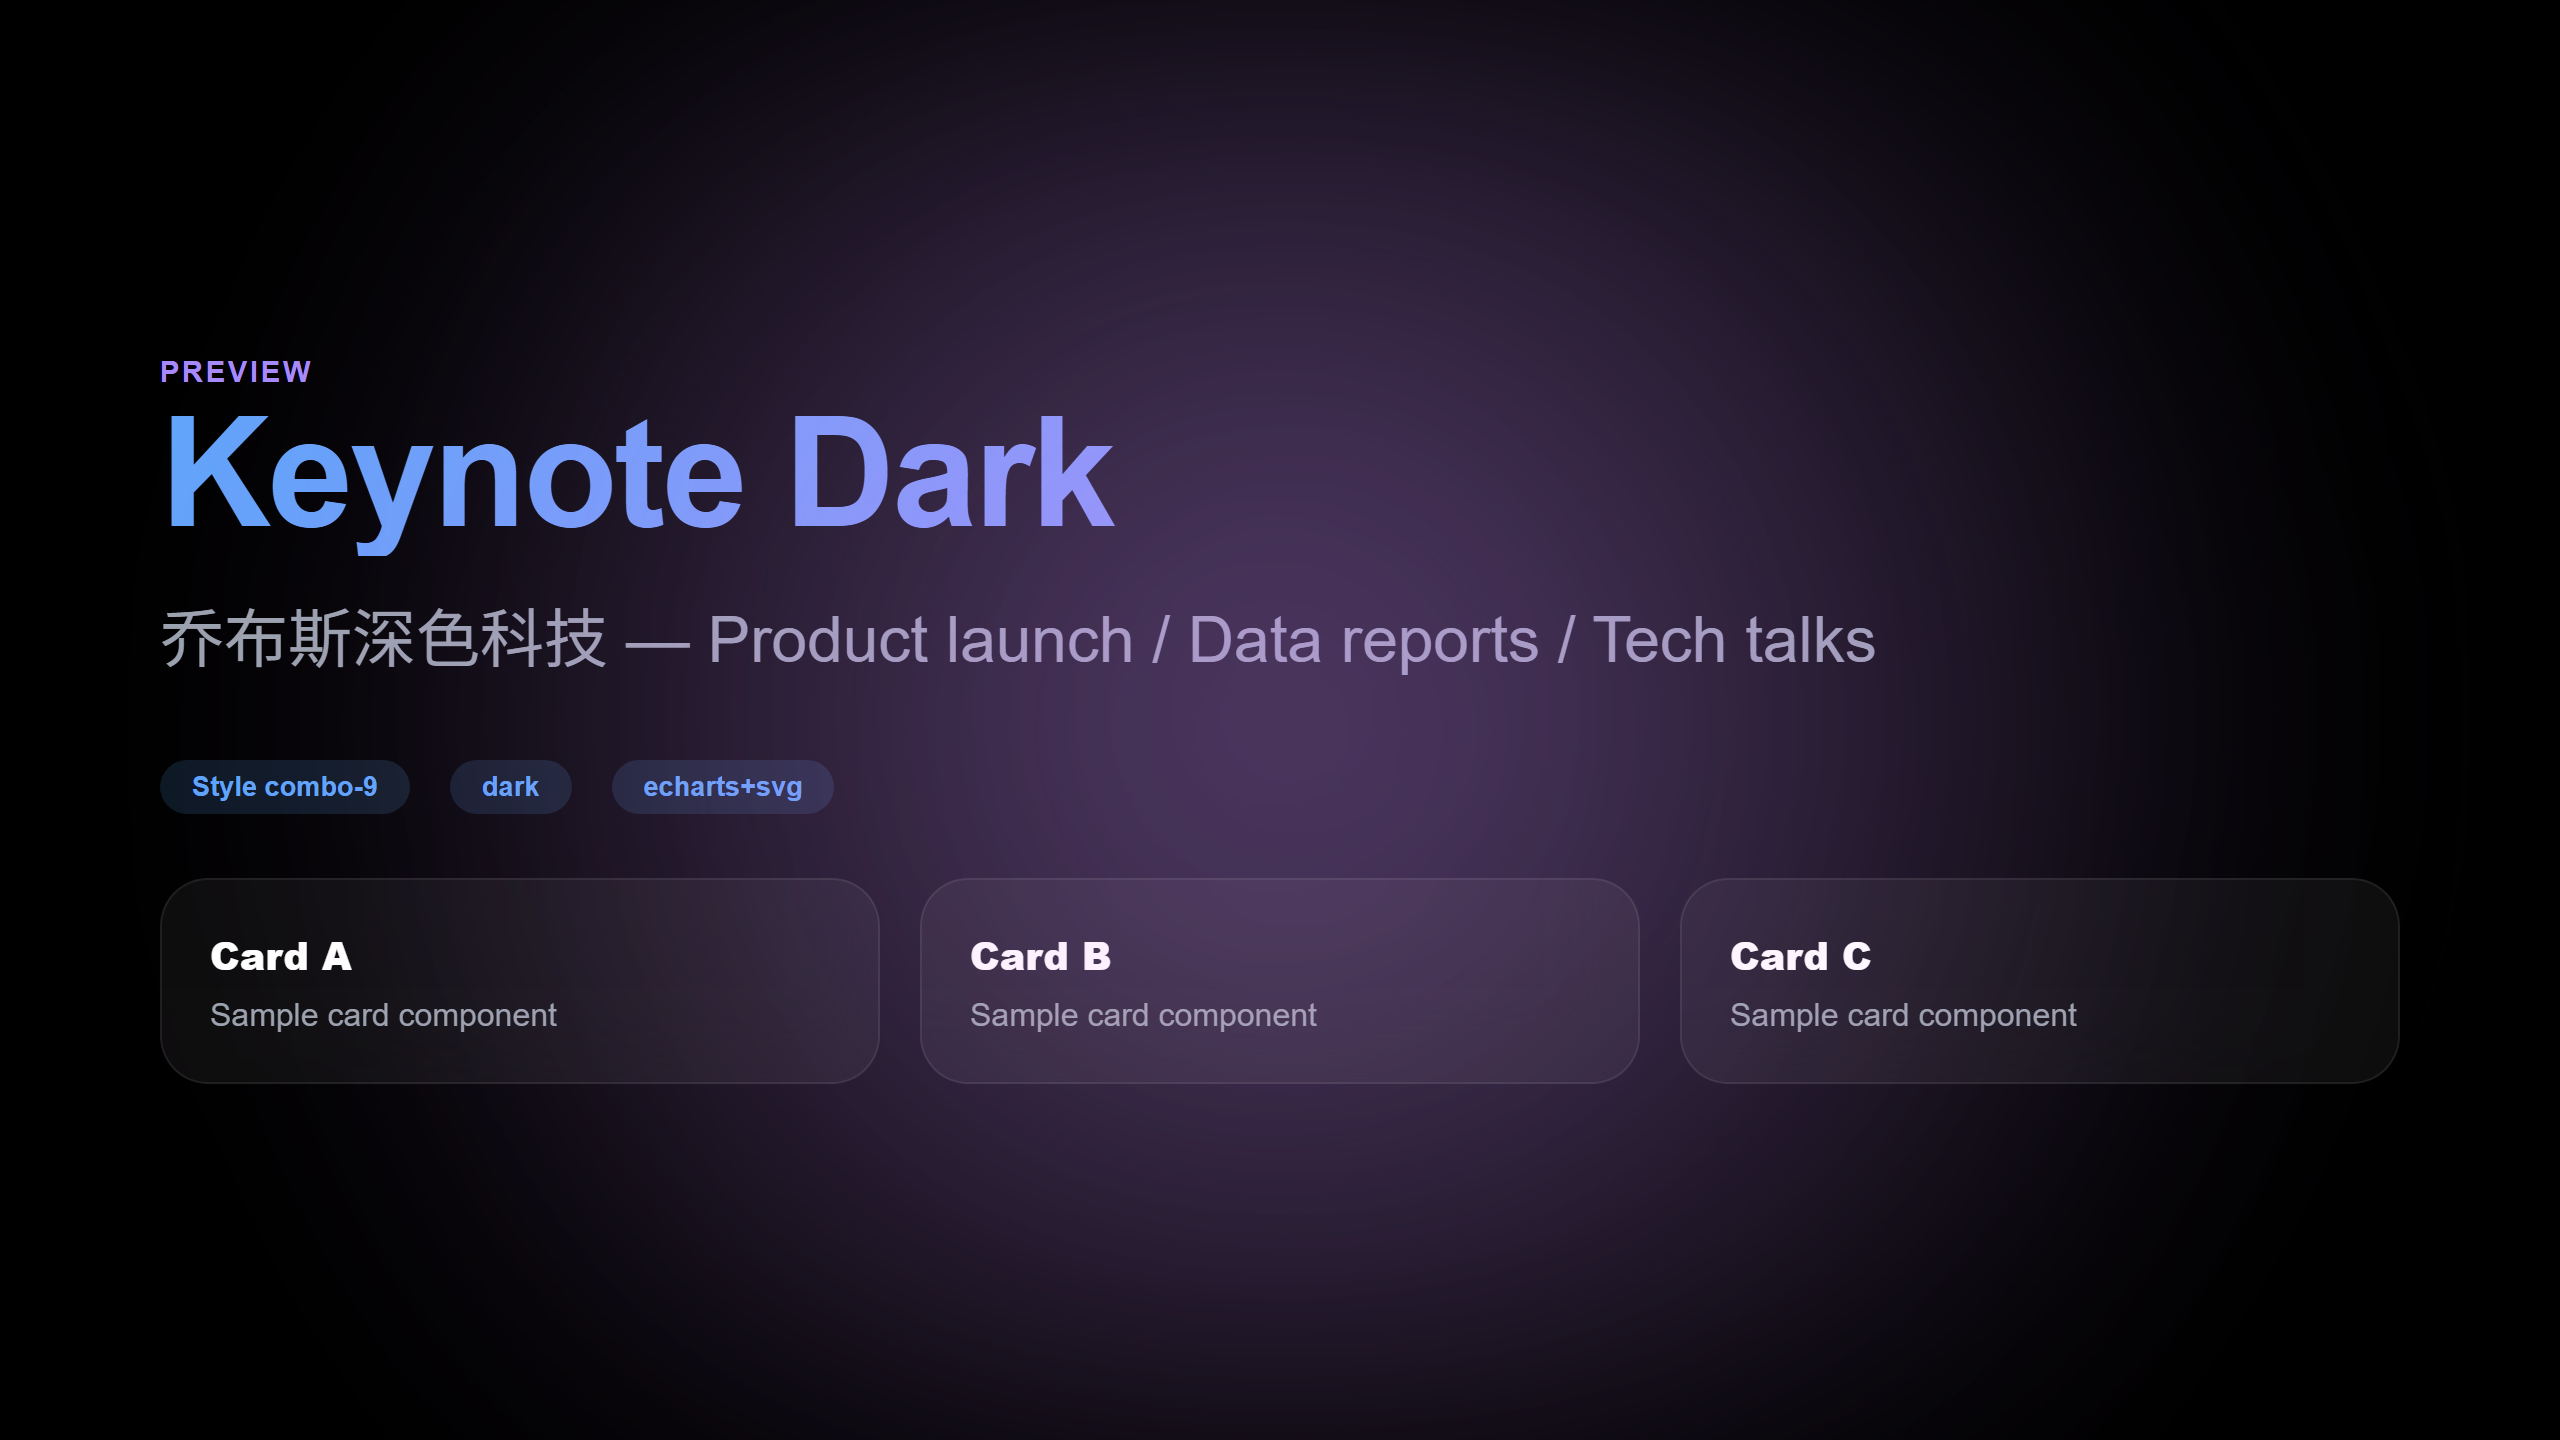 PREVIEW
Keynote Dark
乔布斯深色科技 — Product launch / Data reports / Tech talks
Style combo-9
dark
echarts+svg
Card A
Sample card component
Card B
Sample card component
Card C
Sample card component